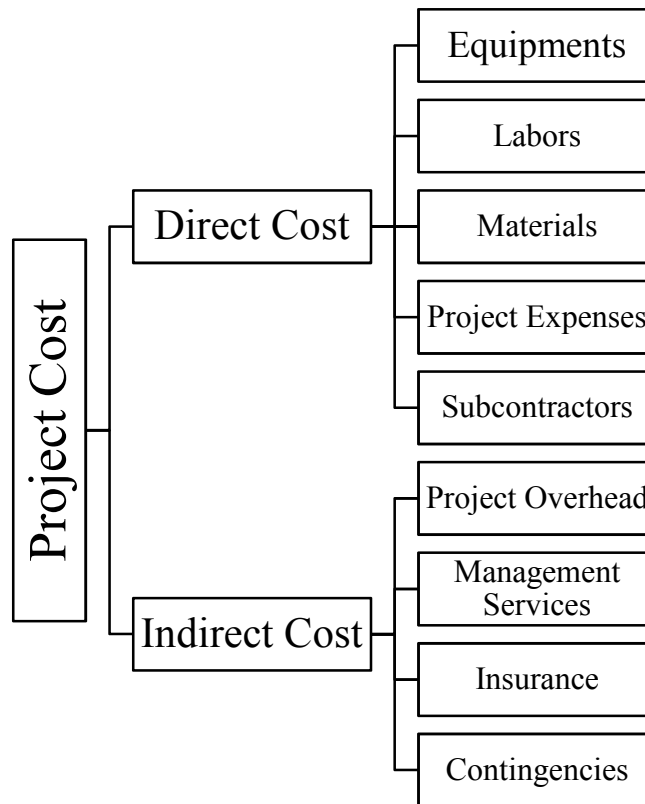 Project Cost
Direct Cost
Equipments
Labors
Materials
Project Expenses
Subcontractors
Indirect Cost
Project Overhead
Management
Services
Insurance
Contingencies